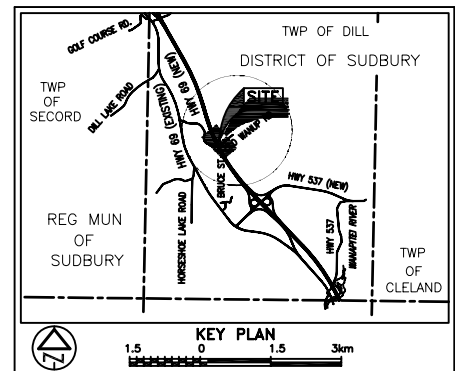 GOLF COURSE RD.
TWP OF DILL
DISTRICT OF SUDBURY
TWP
OF
SECOND
DILL LAKE ROAD
HWY 69 (NEW)
HWY 69 (EXISTING)
SITE
BRUCE ST
HWY 537 (NEW)
HORSESHOE LAKE ROAD
HWY 537
WANAPITEI RIVER
REG MUN
OF
SUDBURY
TWP
OF
CLELAND
KEY PLAN
1.5 0 1.5 3km
N